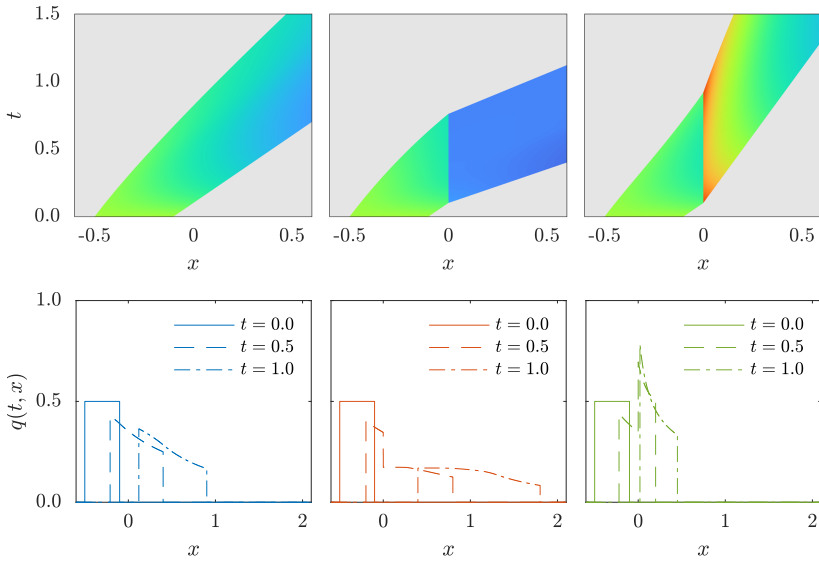 1.5
1.0
0.5
0.0
t
-0.5 0 0.5
x
-0.5 0 0.5
x
-0.5 0 0.5
x
1.0
0.5
0.0
q(t, x)
t = 0.0
t = 0.5
t = 1.0
0 1 2
x
t = 0.0
t = 0.5
t = 1.0
0 1 2
x
t = 0.0
t = 0.5
t = 1.0
0 1 2
x